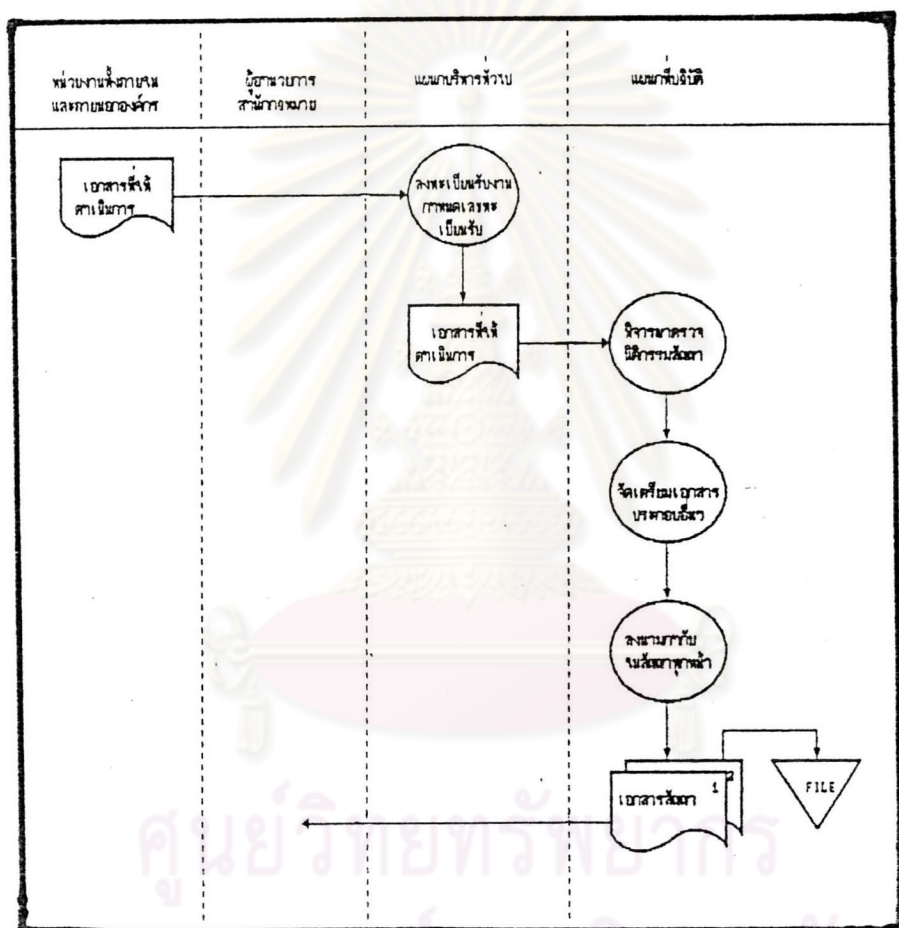 หน่วยงานทั้งภายใน
และภายนอกองค์กร
ผู้อำนวยการ
สำนักกฎหมาย
แผนกบริหารทั่วไป
แผนกที่ปฏิบัติ
เอกสารที่ให้
ดำเนินการ
ลงทะเบียนรับงาน
กำหนดเลขทะ
เบียนรับ
เอกสารที่ให้
ดำเนินการ
พิจารณาตรวจ
นิติกรรมสัญญา
จัดเตรียมเอกสาร
ประกอบอื่นๆ
ลงนามกำกับ
ในสัญญาทุกหน้า
เอกสารสัญญา
1
2
FILE
ศูนย์วิทยทรัพยากร